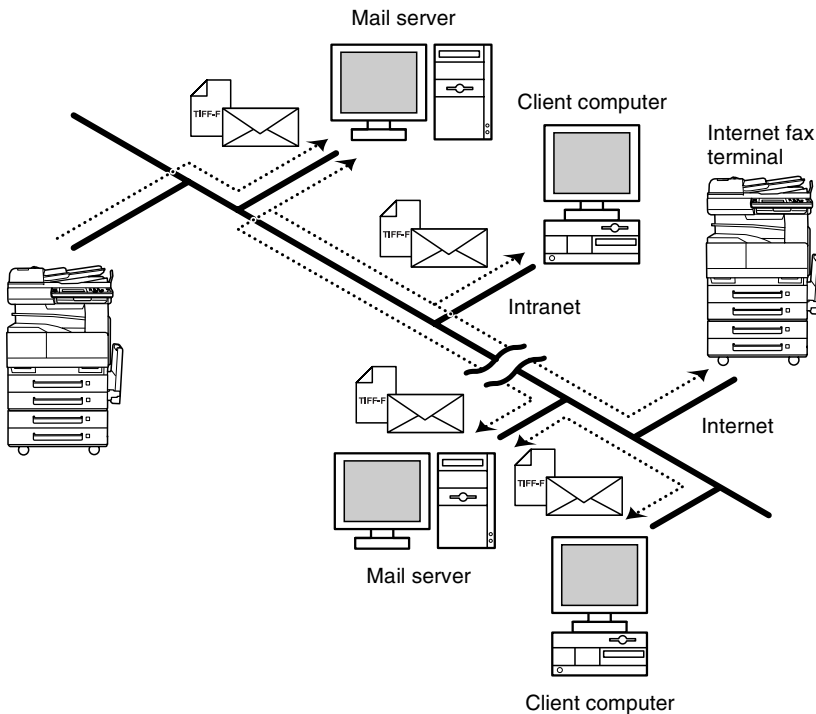 Mail server
TIFF-F
Client computer
Internet fax
terminal
TIFF-F
Intranet
TIFF-F
Internet
TIFF-F
Mail server
Client computer